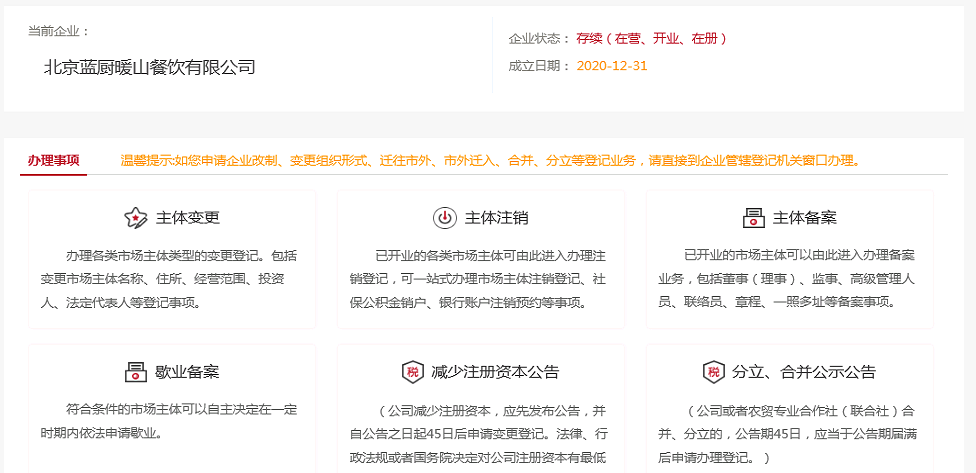 当前企业：
北京蓝厨暖山餐饮有限公司
企业状态： 存续（在营、开业、在册）
成立日期： 2020-12-31
办理事项 温馨提示:如您申请企业改制、变更组织形式、迁往市外、市外迁入、合并、分立等登记业务，请直接到企业管辖登记机关窗口办理。
主体变更
办理各类市场主体类型的变更登记。包括
变更市场主体名称、住所、经营范围、投资
人、法定代表人等登记事项。
主体注销
已开业的各类市场主体可由此进入办理注
销登记，可一站式办理市场主体注销登记、社
保公积金销户、银行账户注销预约等事项。
主体备案
已开业的市场主体可以由此进入办理备案
业务，包括董事（理事）、监事、高级管理人
员、联络员、章程、一照多址等备案事项。
歇业备案
符合条件的市场主体可以自主决定在一定
时期内依法申请歇业。
税 减少注册资本公告
（公司减少注册资本，应先发布公告，并
自公告之日起45日后申请变更登记。法律、行
政法规或者国务院决定对公司注册资本有最低
税 分立、合并公示公告
（公司或者农贸专业合作社（联合社）合
并、分立的，公告期45日，应当于公告期届满
后申请办理登记。）